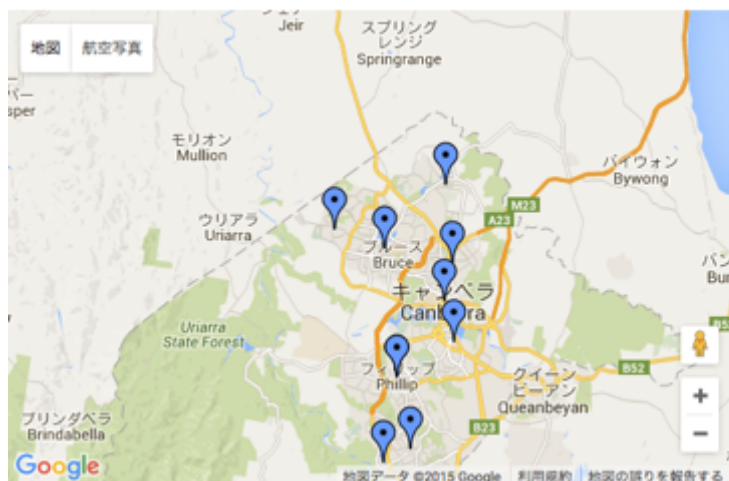 ジェナ
Jeir
スプリング
レンジ
Springrange
地図 航空写真
sper
モリオン
Mullion
バイウォン
Bywong
M23
A23
ウリアラ
Uriarra
ブルース
Bruce
キャンベラ
Canberra
Uriarra
State Forest
フィリップ
Phillip
B52
クイーン
ビーアン
Queanbeyan
ブリンダベラ
Brindabella
B23
+
−
Google
地図データ ©2015 Google 利用規約 地図の誤りを報告する